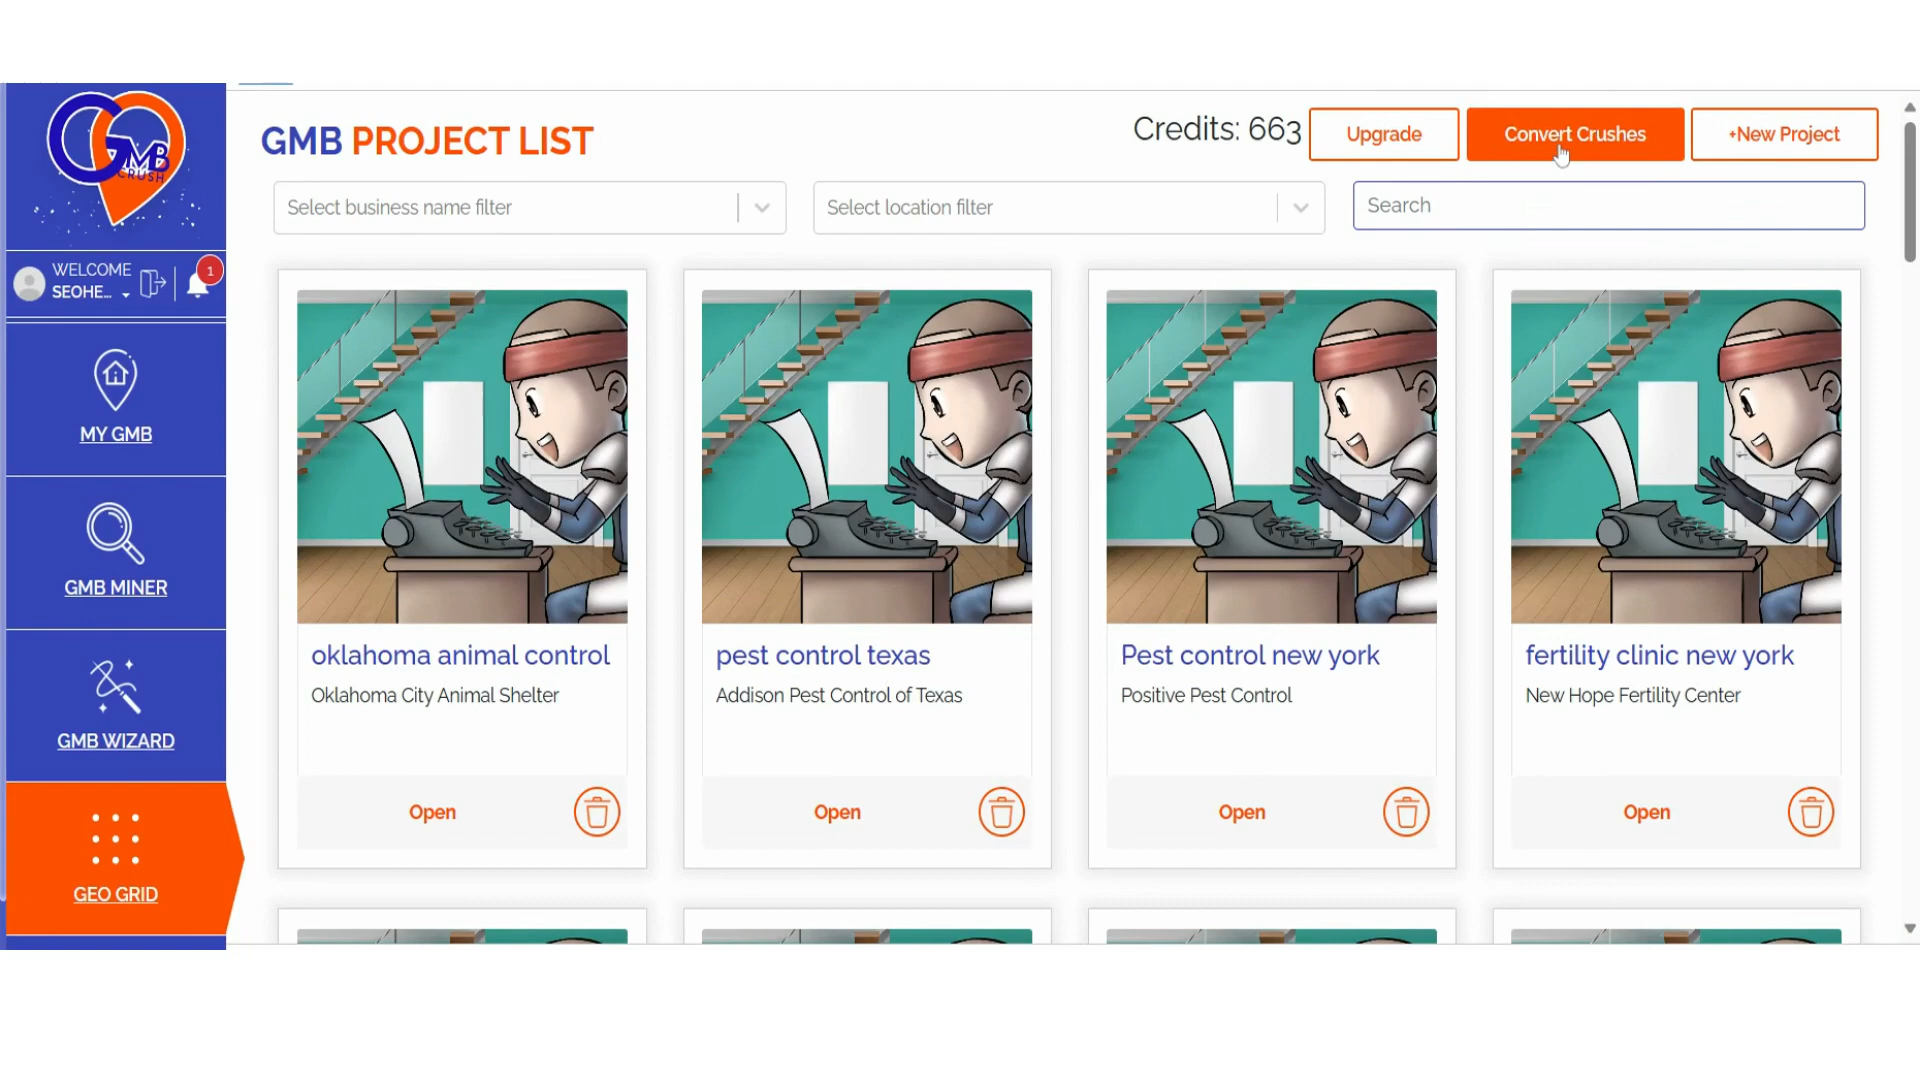 GMB
CRUSH
GMB PROJECT LIST
Credits: 663
Upgrade
Convert Crushes
+New Project
Select business name filter
Select location filter
Search
WELCOME
SEOHE...
1
MY GMB
GMB MINER
GMB WIZARD
GEO GRID
oklahoma animal control
Oklahoma City Animal Shelter
Open
pest control texas
Addison Pest Control of Texas
Open
Pest control new york
Positive Pest Control
Open
fertility clinic new york
New Hope Fertility Center
Open